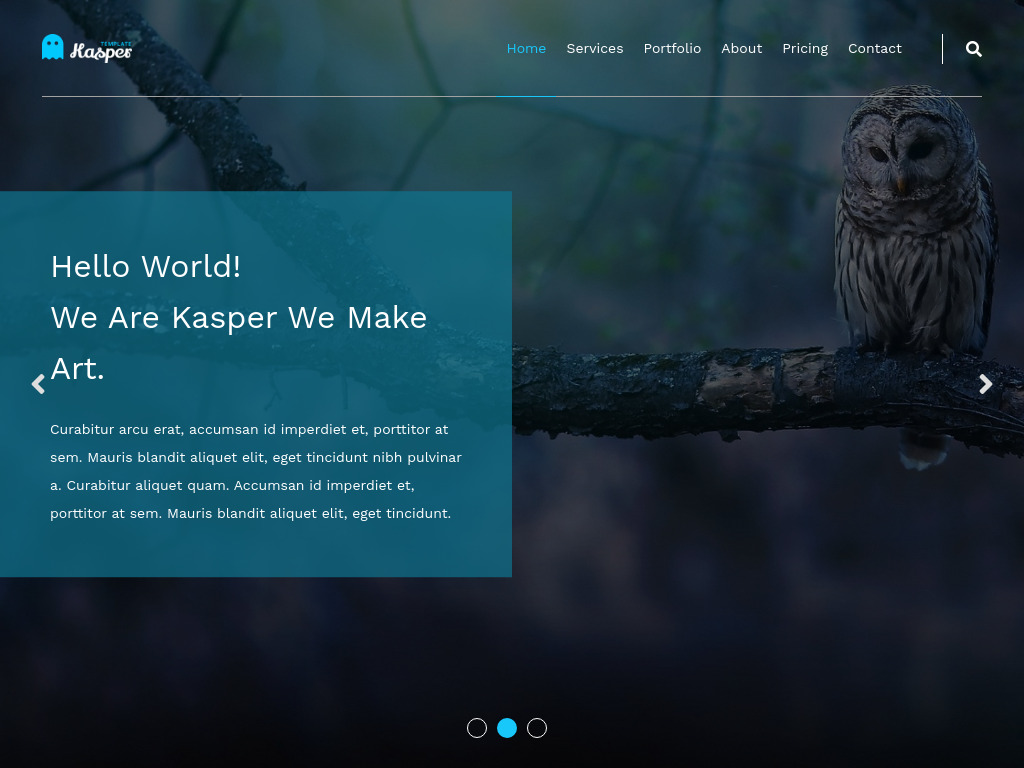 TEMPLATE
Kasper
Home Services Portfolio About Pricing Contact
Hello World!
We Are Kasper We Make
Art.
Curabitur arcu erat, accumsan id imperdiet et, porttitor at
sem. Mauris blandit aliquet elit, eget tincidunt nibh pulvinar
a. Curabitur aliquet quam. Accumsan id imperdiet et,
porttitor at sem. Mauris blandit aliquet elit, eget tincidunt.